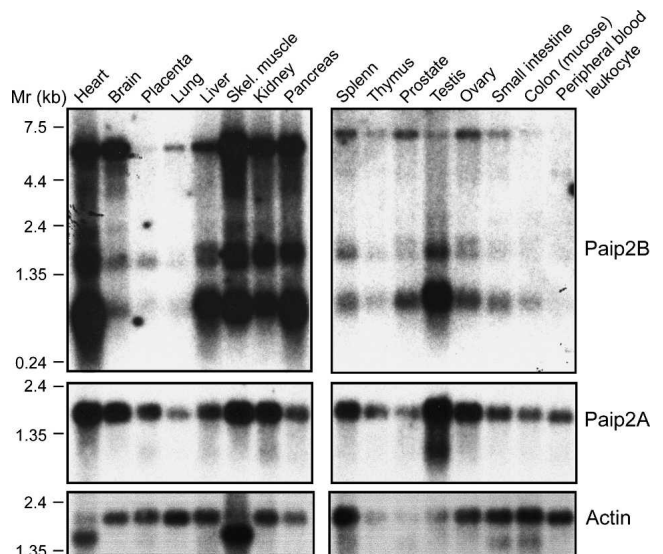 Mr (kb)
Heart
Brain
Placenta
Lung
Liver
Skel. muscle
Kidney
Pancreas
Splenn
Thymus
Prostate
Testis
Ovary
Small intestine
Colon (mucose)
Peripheral blood
leukocyte
7.5
4.4
2.4
1.35
0.24
Paip2B
2.4
1.35
Paip2A
2.4
1.35
Actin